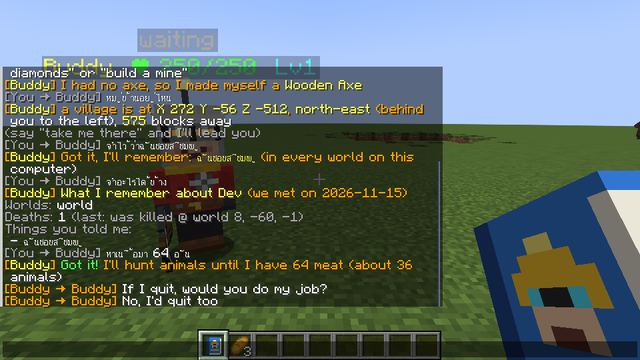 waiting
Buddy ♥ 250/250 Lv1
diamonds" or "build a mine"
[Buddy] I had no axe, so I made myself a Wooden Axe
[You → Buddy]
[Buddy] a village is at X 272 Y -56 Z -512, north-east (behind
you to the left), 575 blocks away
(say "take me there" and I'll lead you)
[You → Buddy]
[Buddy] Got it, I'll remember: (in every world on this
computer)
[You → Buddy]
[Buddy] What I remember about Dev (we met on 2026-11-15)
Worlds: world
Deaths: 1 (last: was killed @ world 8, -60, -1)
Things you told me:
–
[You → Buddy] 64
[Buddy] Got it! I'll hunt animals until I have 64 meat (about 36
animals)
[Buddy → Buddy] If I quit, would you do my job?
[Buddy → Buddy] No, I'd quit too
3